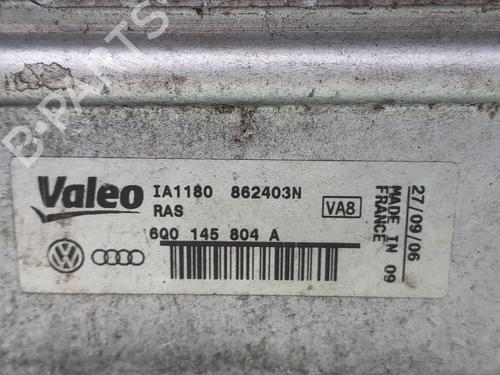 B-PARTS
Valeo
IA1180 862403N
RAS
VA8
6Q0 145 804 A
27/09/06
MADE IN 09
FRANCE